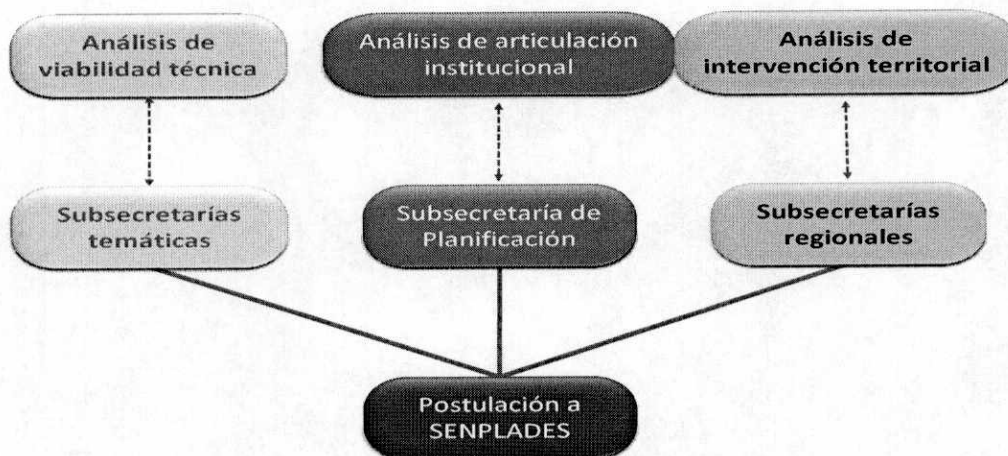 Análisis de
viabilidad técnica
Análisis de articulación
institucional
Análisis de
intervención territorial
Subsecretarías
temáticas
Subsecretaría de
Planificación
Subsecretarías
regionales
Postulación a
SENPLADES